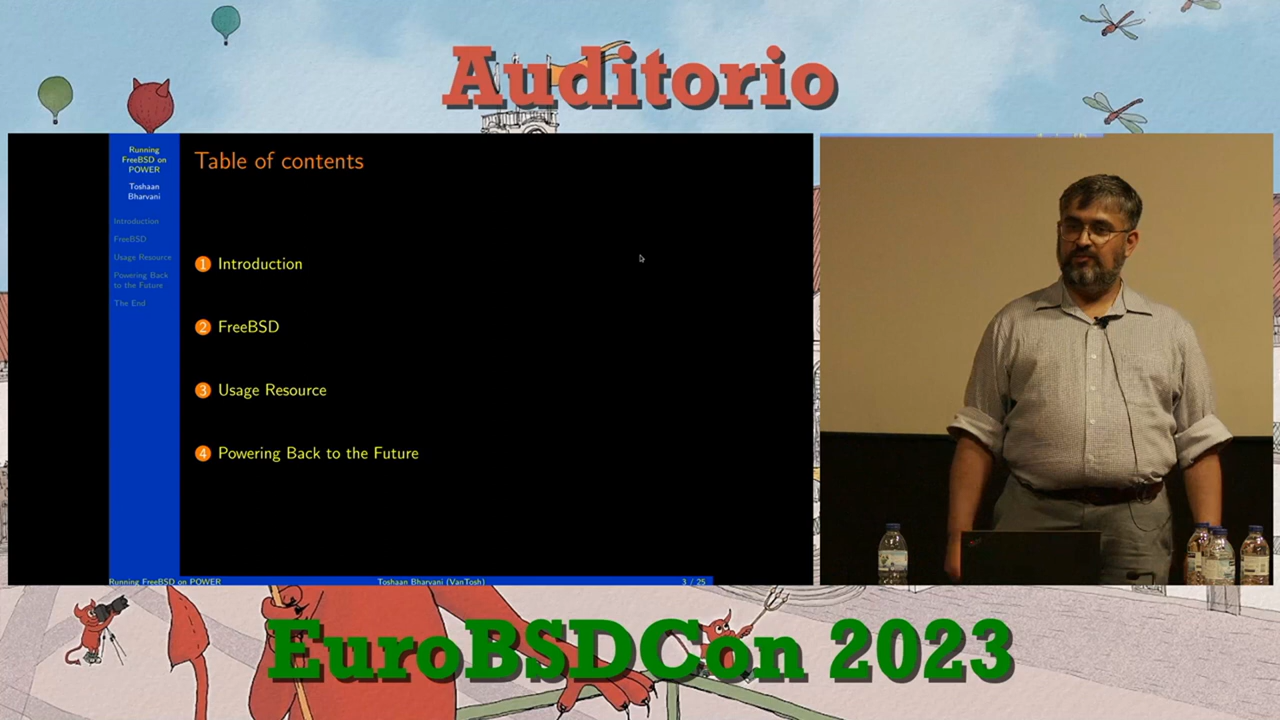 Auditorio
Running
FreeBSD on
POWER
Toshaan
Bharvani
Introduction
FreeBSD
Usage Resource
Powering Back
to the Future
The End
Table of contents
1 Introduction
2 FreeBSD
3 Usage Resource
4 Powering Back to the Future
Running FreeBSD on POWER
Toshaan Bharvani (VanTosh)
3 / 25
EuroBSDCon 2023